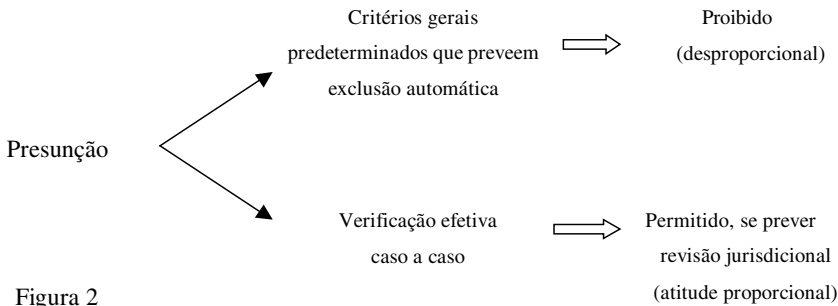 Critérios gerais
predeterminados que preveem
exclusão automática
Proibido
(desproporcional)
Presunção
Verificação efetiva
caso a caso
Permitido, se prever
revisão jurisdicional
(atitude proporcional)
Figura 2